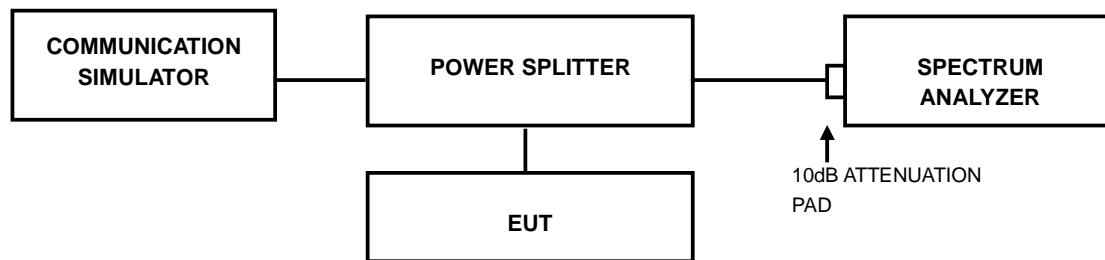 COMMUNICATION
SIMULATOR
POWER SPLITTER
SPECTRUM
ANALYZER
10dB ATTENUATION
PAD
EUT